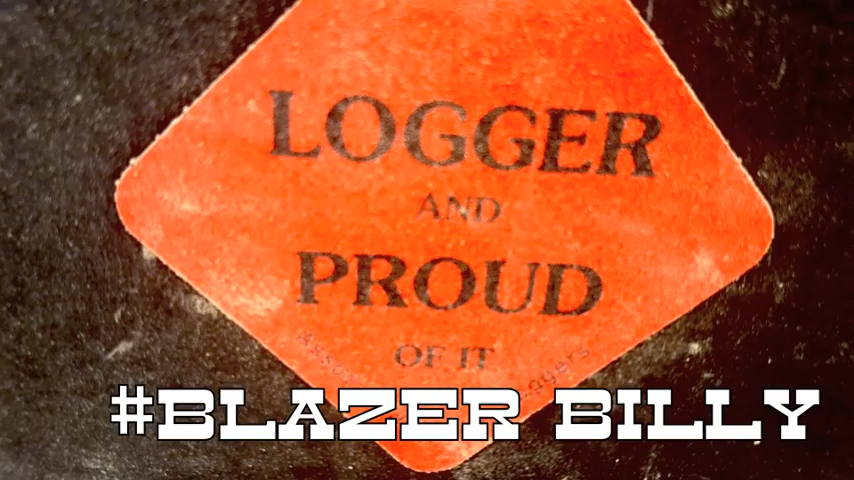 LOGGER
AND
PROUD
OF IT
#BLAZER BILLY